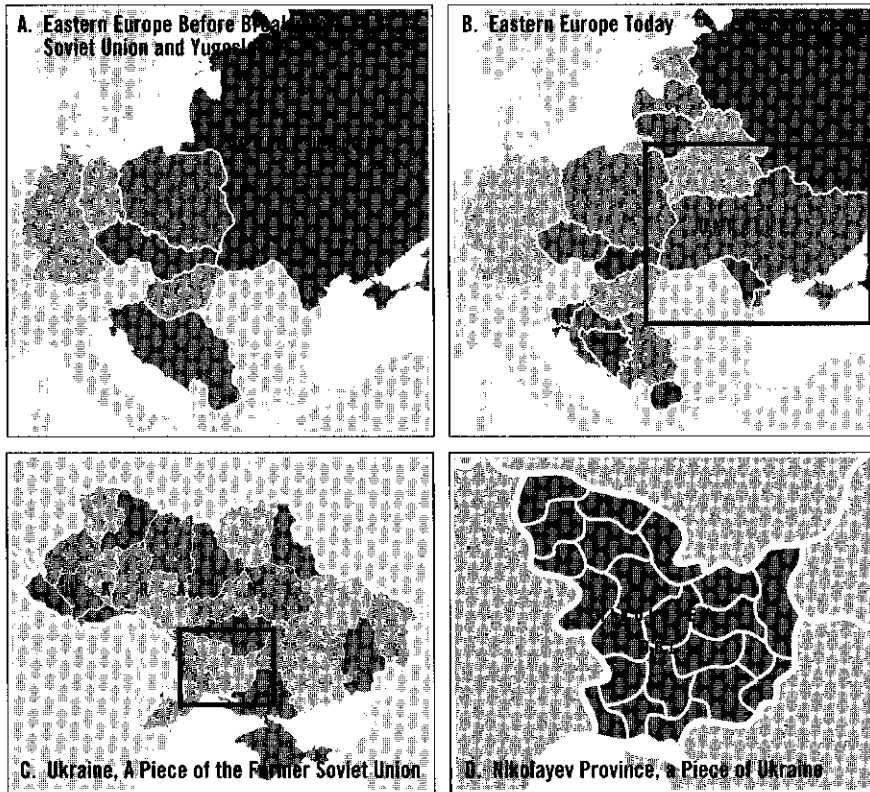 A. Eastern Europe Before
Soviet Union and
B. Eastern Europe Today
C. Ukraine, A Piece of the Former Soviet Union
D. Nikolayev Province, a Piece of Ukraine